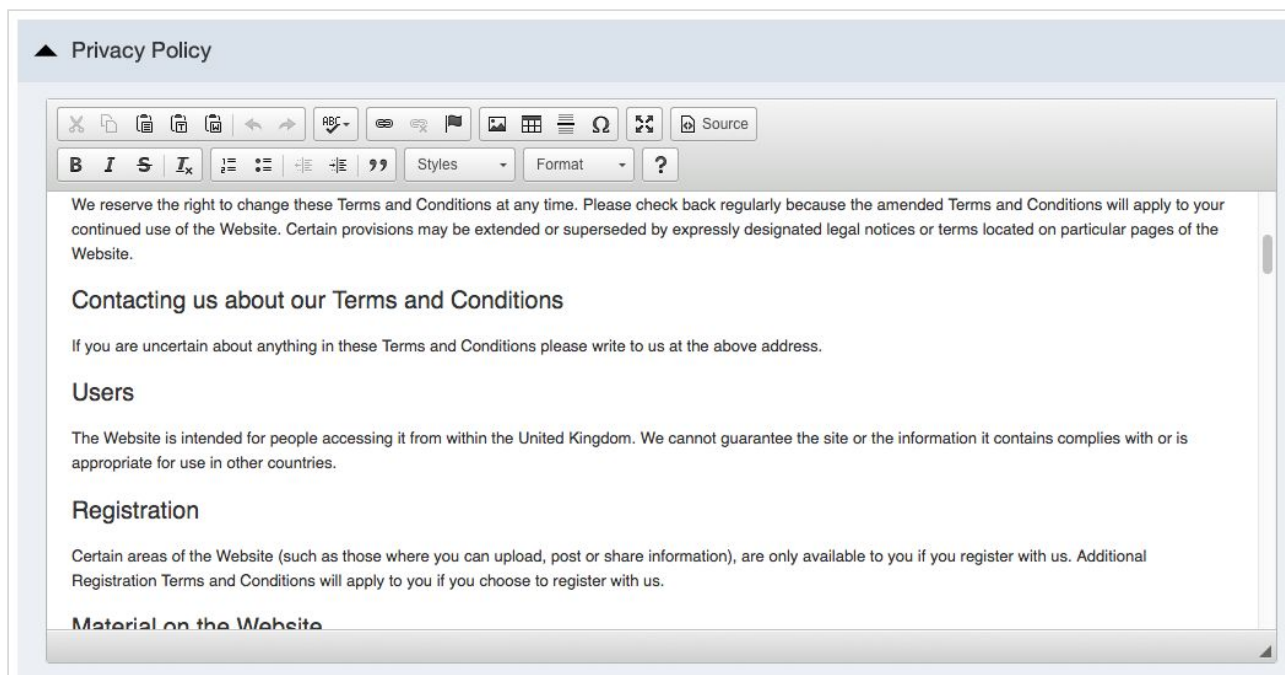 Privacy Policy
ABC
Ω
Source
B I S Ix
Styles
Format
?
We reserve the right to change these Terms and Conditions at any time. Please check back regularly because the amended Terms and Conditions will apply to your
continued use of the Website. Certain provisions may be extended or superseded by expressly designated legal notices or terms located on particular pages of the
Website.
Contacting us about our Terms and Conditions
If you are uncertain about anything in these Terms and Conditions please write to us at the above address.
Users
The Website is intended for people accessing it from within the United Kingdom. We cannot guarantee the site or the information it contains complies with or is
appropriate for use in other countries.
Registration
Certain areas of the Website (such as those where you can upload, post or share information), are only available to you if you register with us. Additional
Registration Terms and Conditions will apply to you if you choose to register with us.
Material on the Website